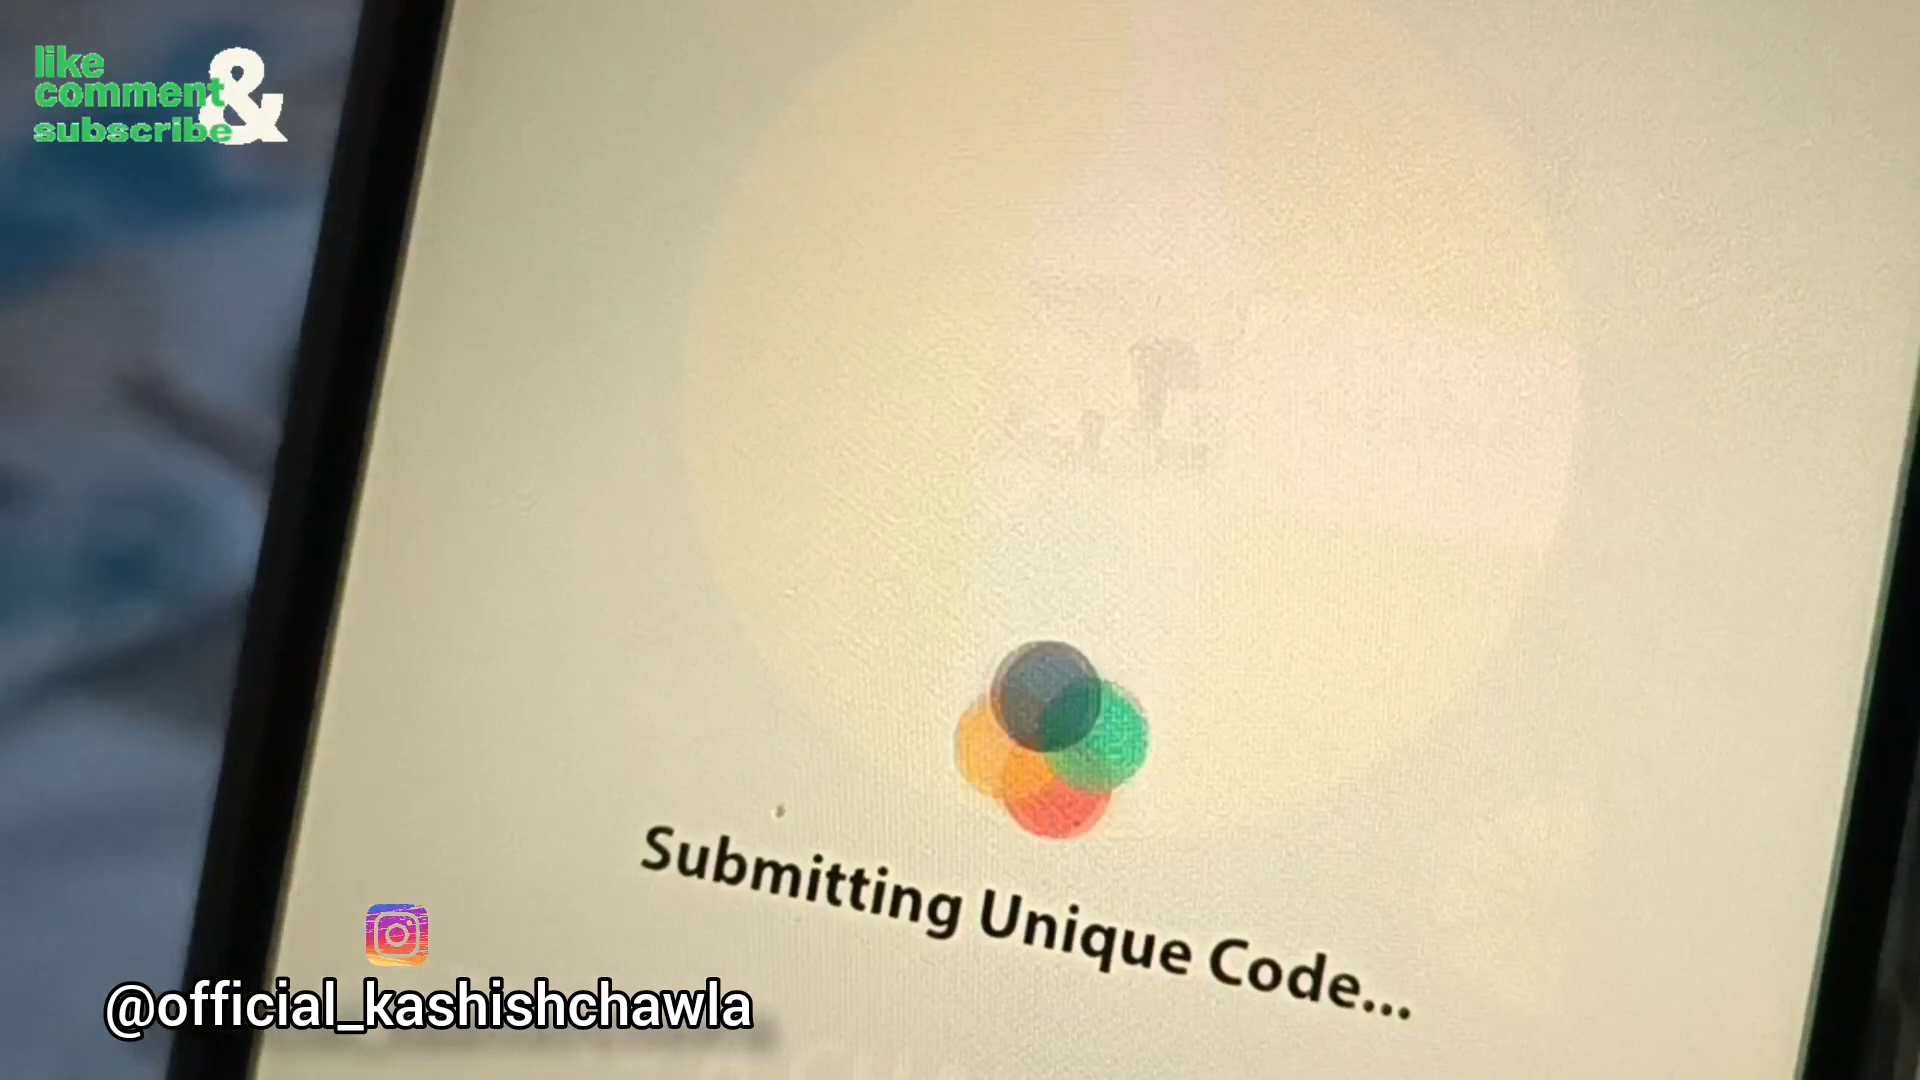 like
comment
subscribe
&
Submitting Unique Code...
@official_kashishchawla